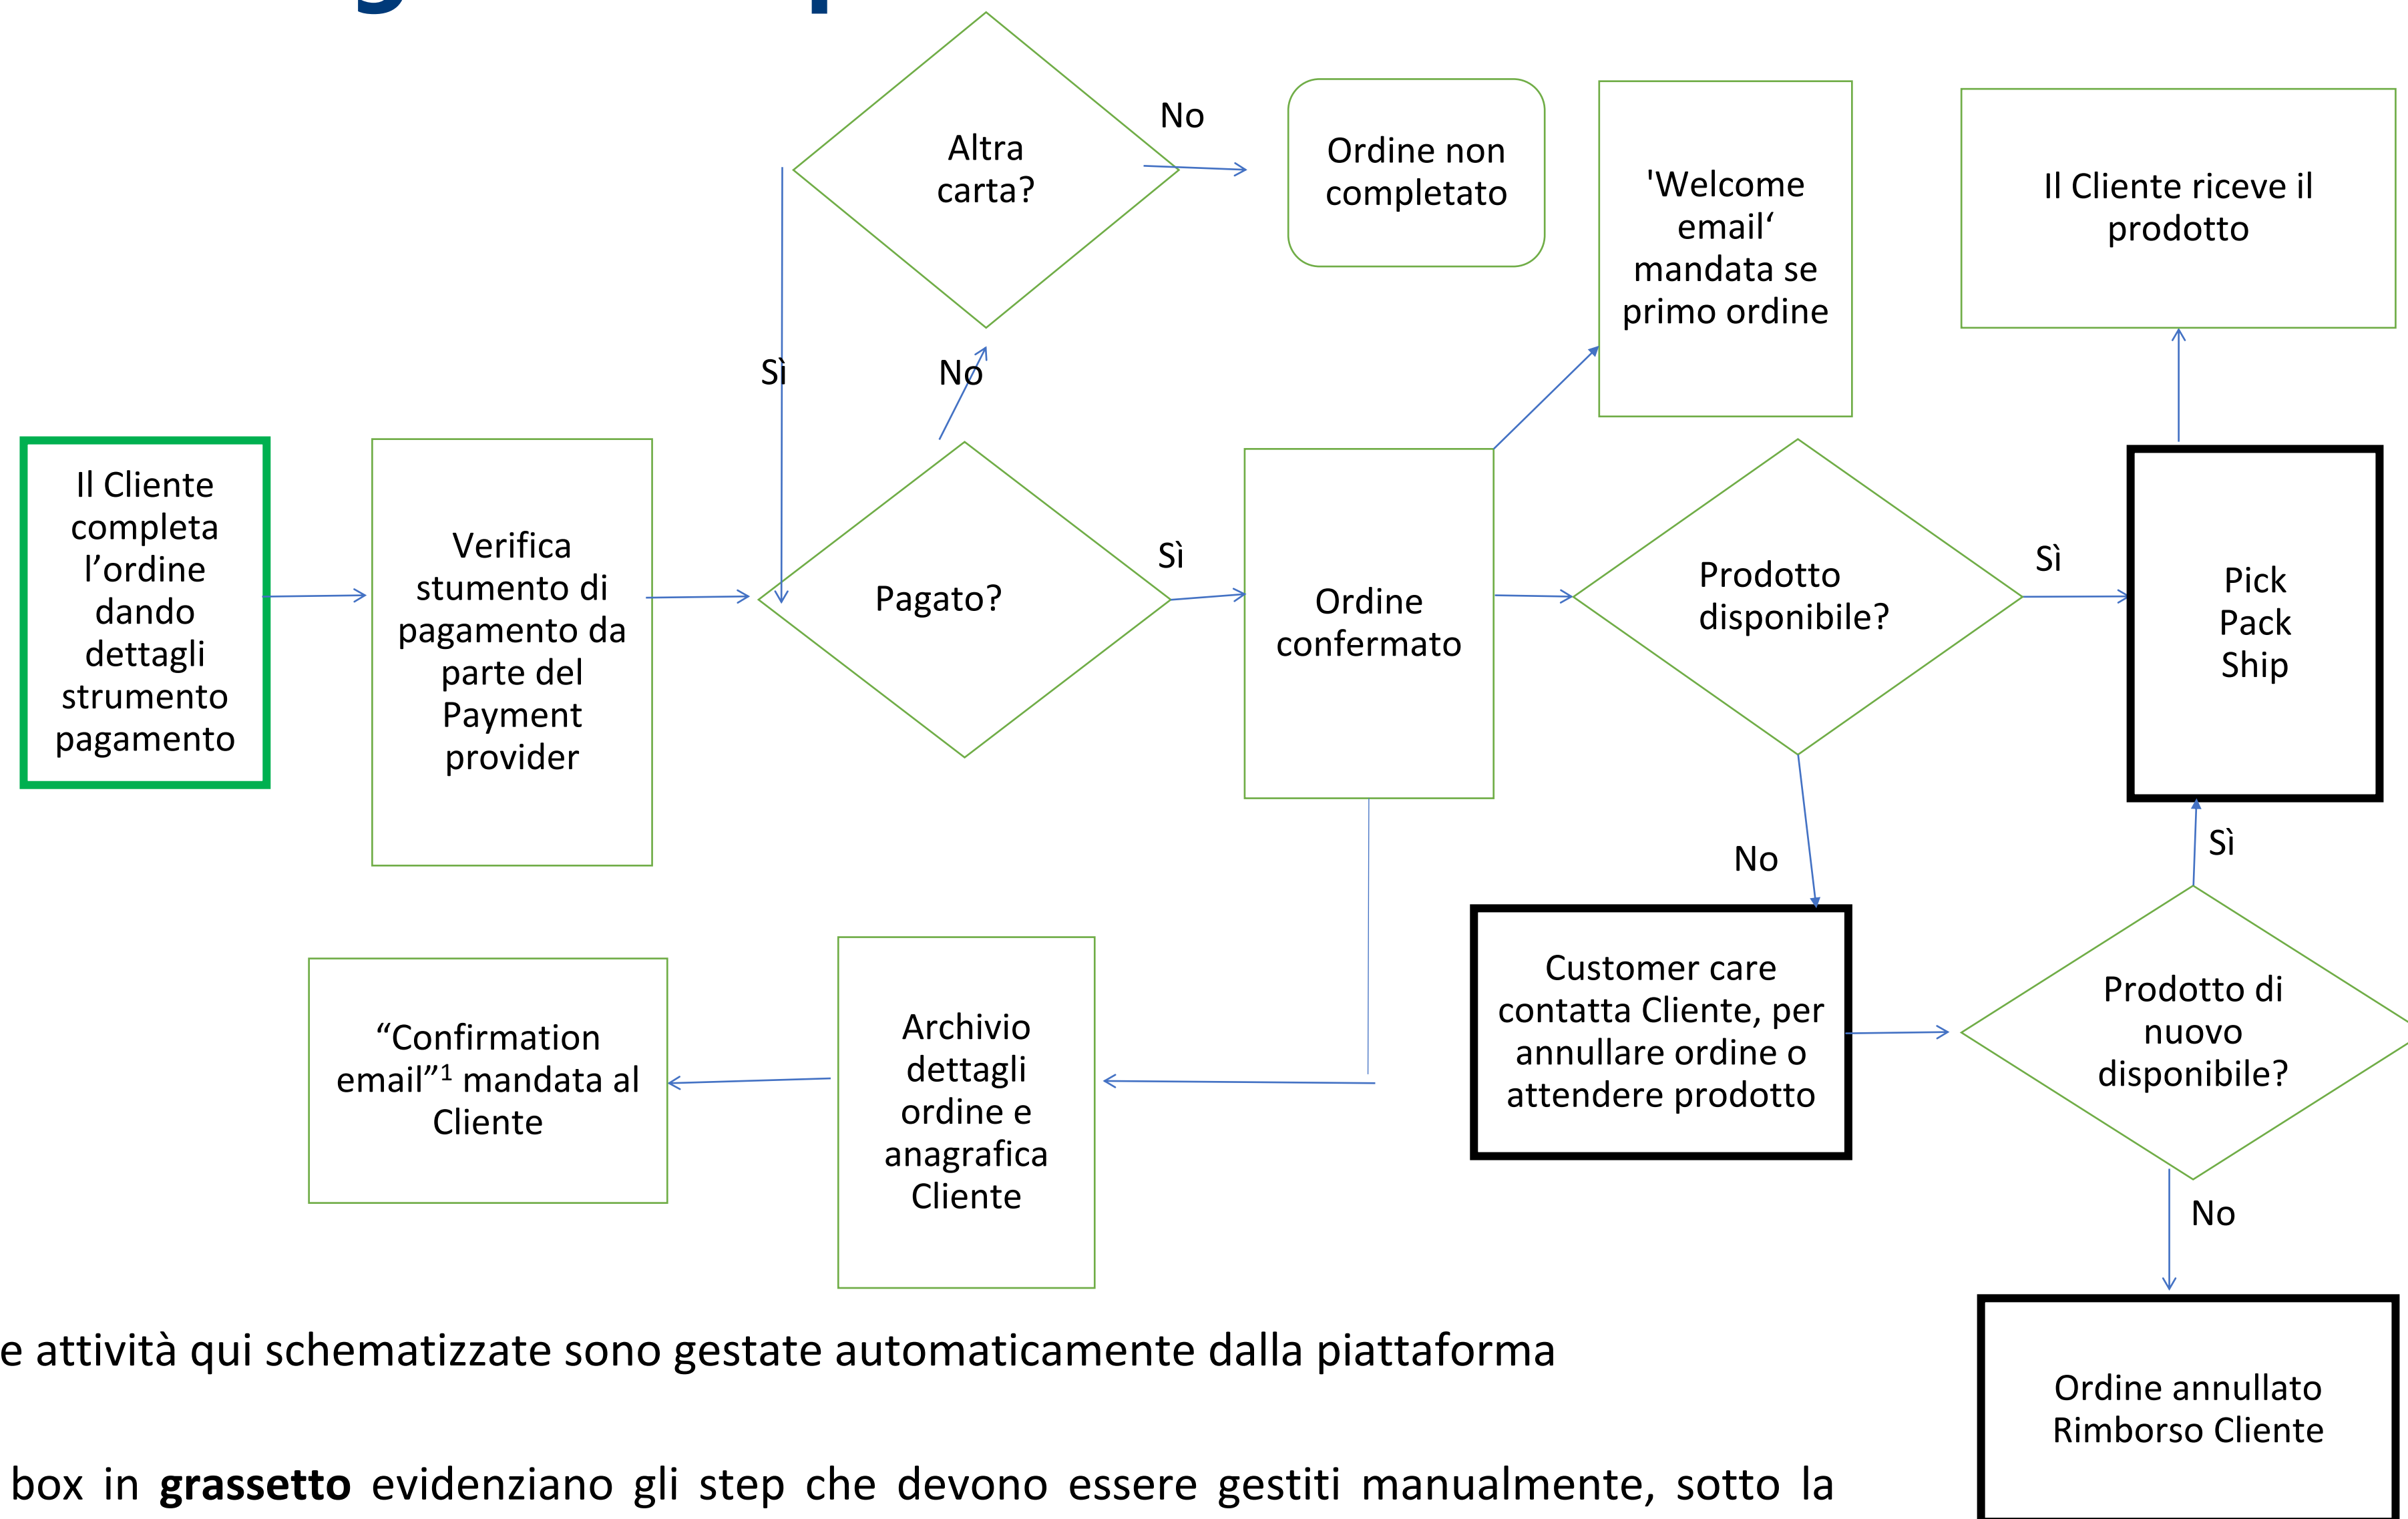 Altra
carta?
No
Ordine non
completato
'Welcome
email‘
mandata se
primo ordine
Il Cliente riceve il
prodotto
Sì
No
Il Cliente
completa
l’ordine
dando
dettagli
strumento
pagamento
Verifica
stumento di
pagamento da
parte del
Payment
provider
Pagato?
Sì
Ordine
confermato
Prodotto
disponibile?
Sì
Pick
Pack
Ship
No
Sì
“Confirmation
email”¹ mandata al
Cliente
Archivio
dettagli
ordine e
anagrafica
Cliente
Customer care
contatta Cliente, per
annullare ordine o
attendere prodotto
Prodotto di
nuovo
disponibile?
No
Ordine annullato
Rimborso Cliente
e attività qui schematizzate sono gestate automaticamente dalla piattaforma
box in grassetto evidenziano gli step che devono essere gestiti manualmente, sotto la